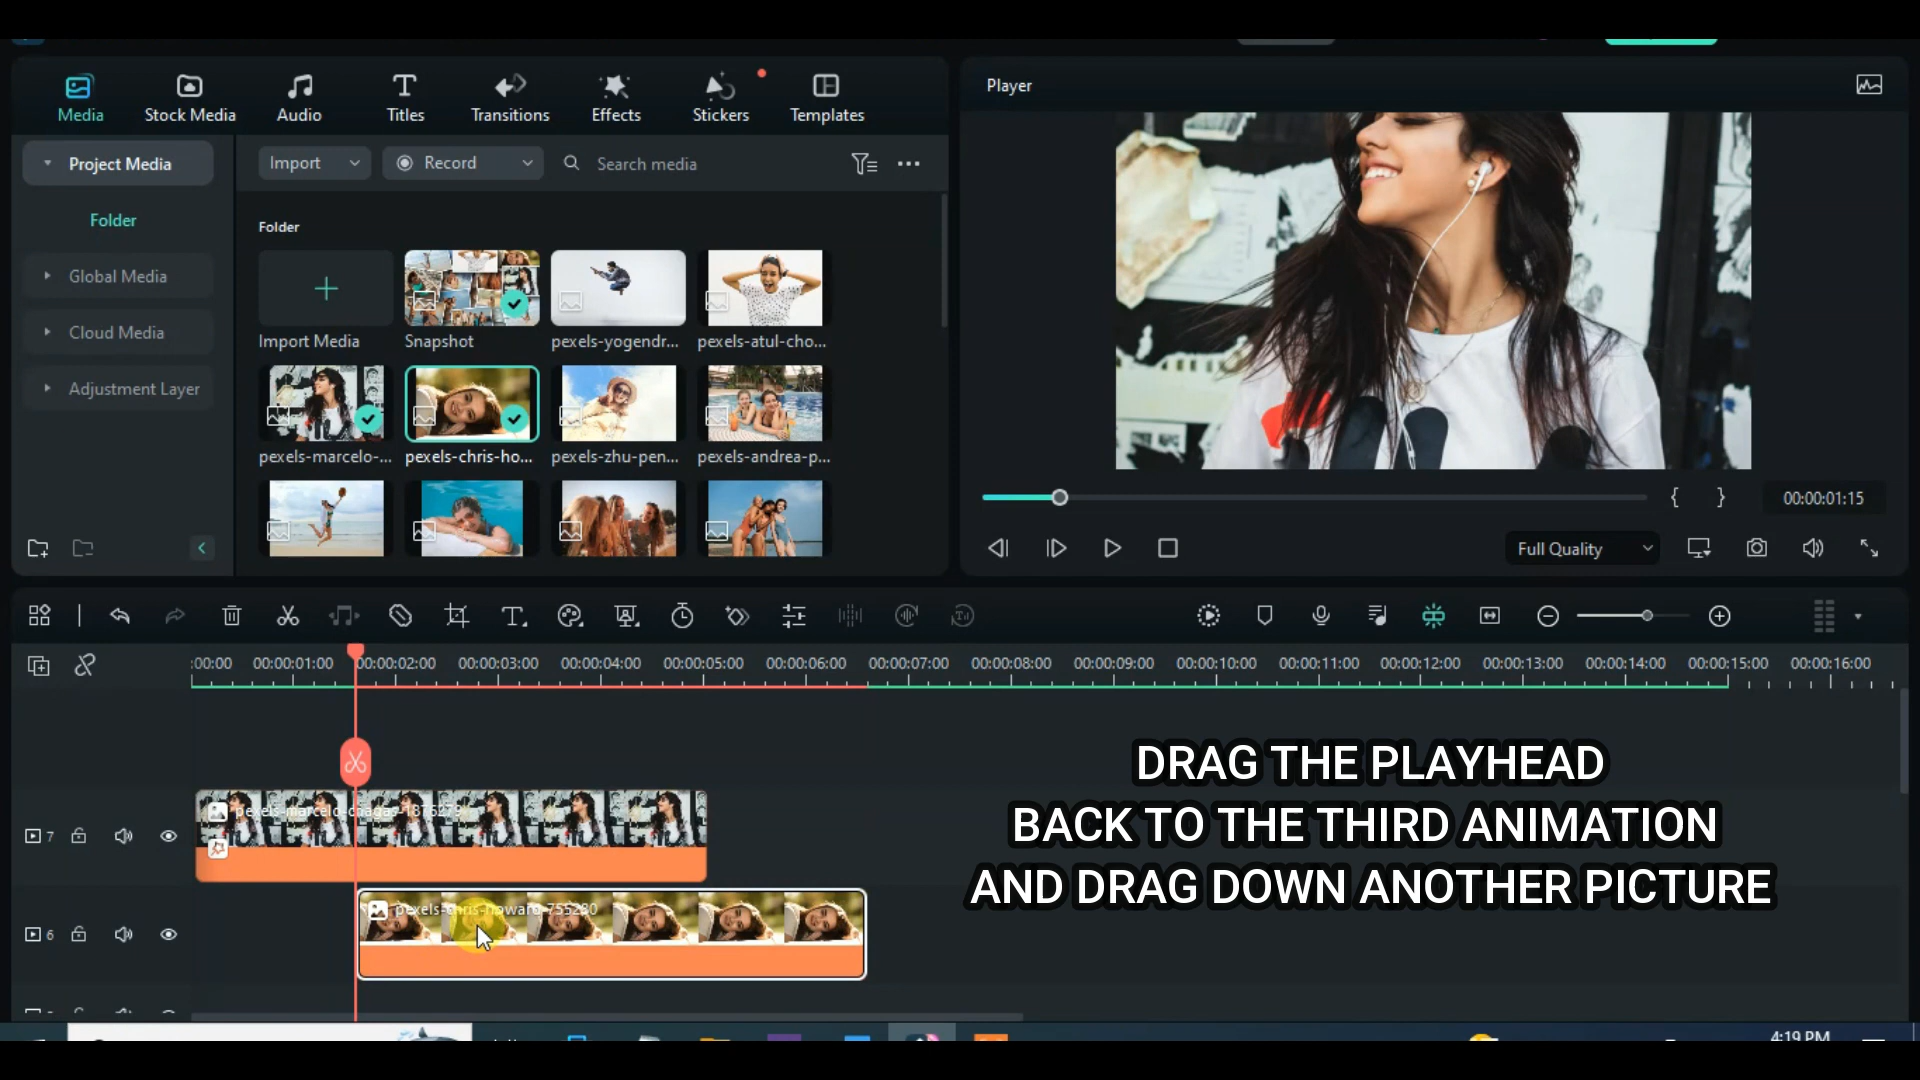 Media
Stock Media
Audio
Titles
Transitions
Effects
Stickers
Templates
Player
Project Media
Folder
Global Media
Cloud Media
Adjustment Layer
Import
Record
Search media
Folder
Import Media
Snapshot
pexels-yogendr...
pexels-atul-cho...
pexels-marcelo-...
pexels-chris-ho...
pexels-zhu-pen...
pexels-andrea-p...
00:00:01:15
Full Quality
:00:00 00:00:01:00 00:00:02:00 00:00:03:00 00:00:04:00 00:00:05:00 00:00:06:00 00:00:07:00 00:00:08:00 00:00:09:00 00:00:10:00 00:00:11:00 00:00:12:00 00:00:13:00 00:00:14:00 00:00:15:00 00:00:16:00
DRAG THE PLAYHEAD
BACK TO THE THIRD ANIMATION
AND DRAG DOWN ANOTHER PICTURE
7
6
pexels-chris-howard-755280
4:19 PM